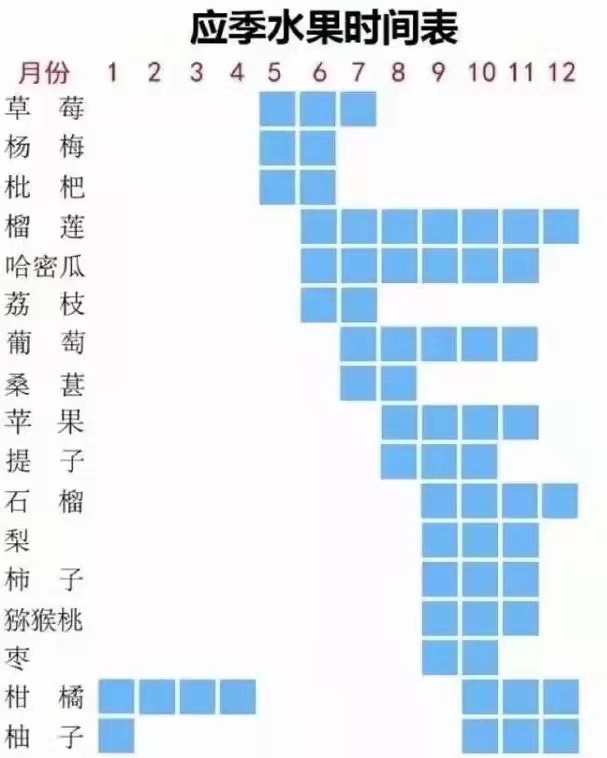 应季水果时间表
月份 1 2 3 4 5 6 7 8 9 10 11 12
草莓
杨梅
枇杷
榴莲
哈密瓜
荔枝
葡萄
桑葚
苹果
提子
石榴
梨
柿子
猕猴桃
枣
柑橘
柚子